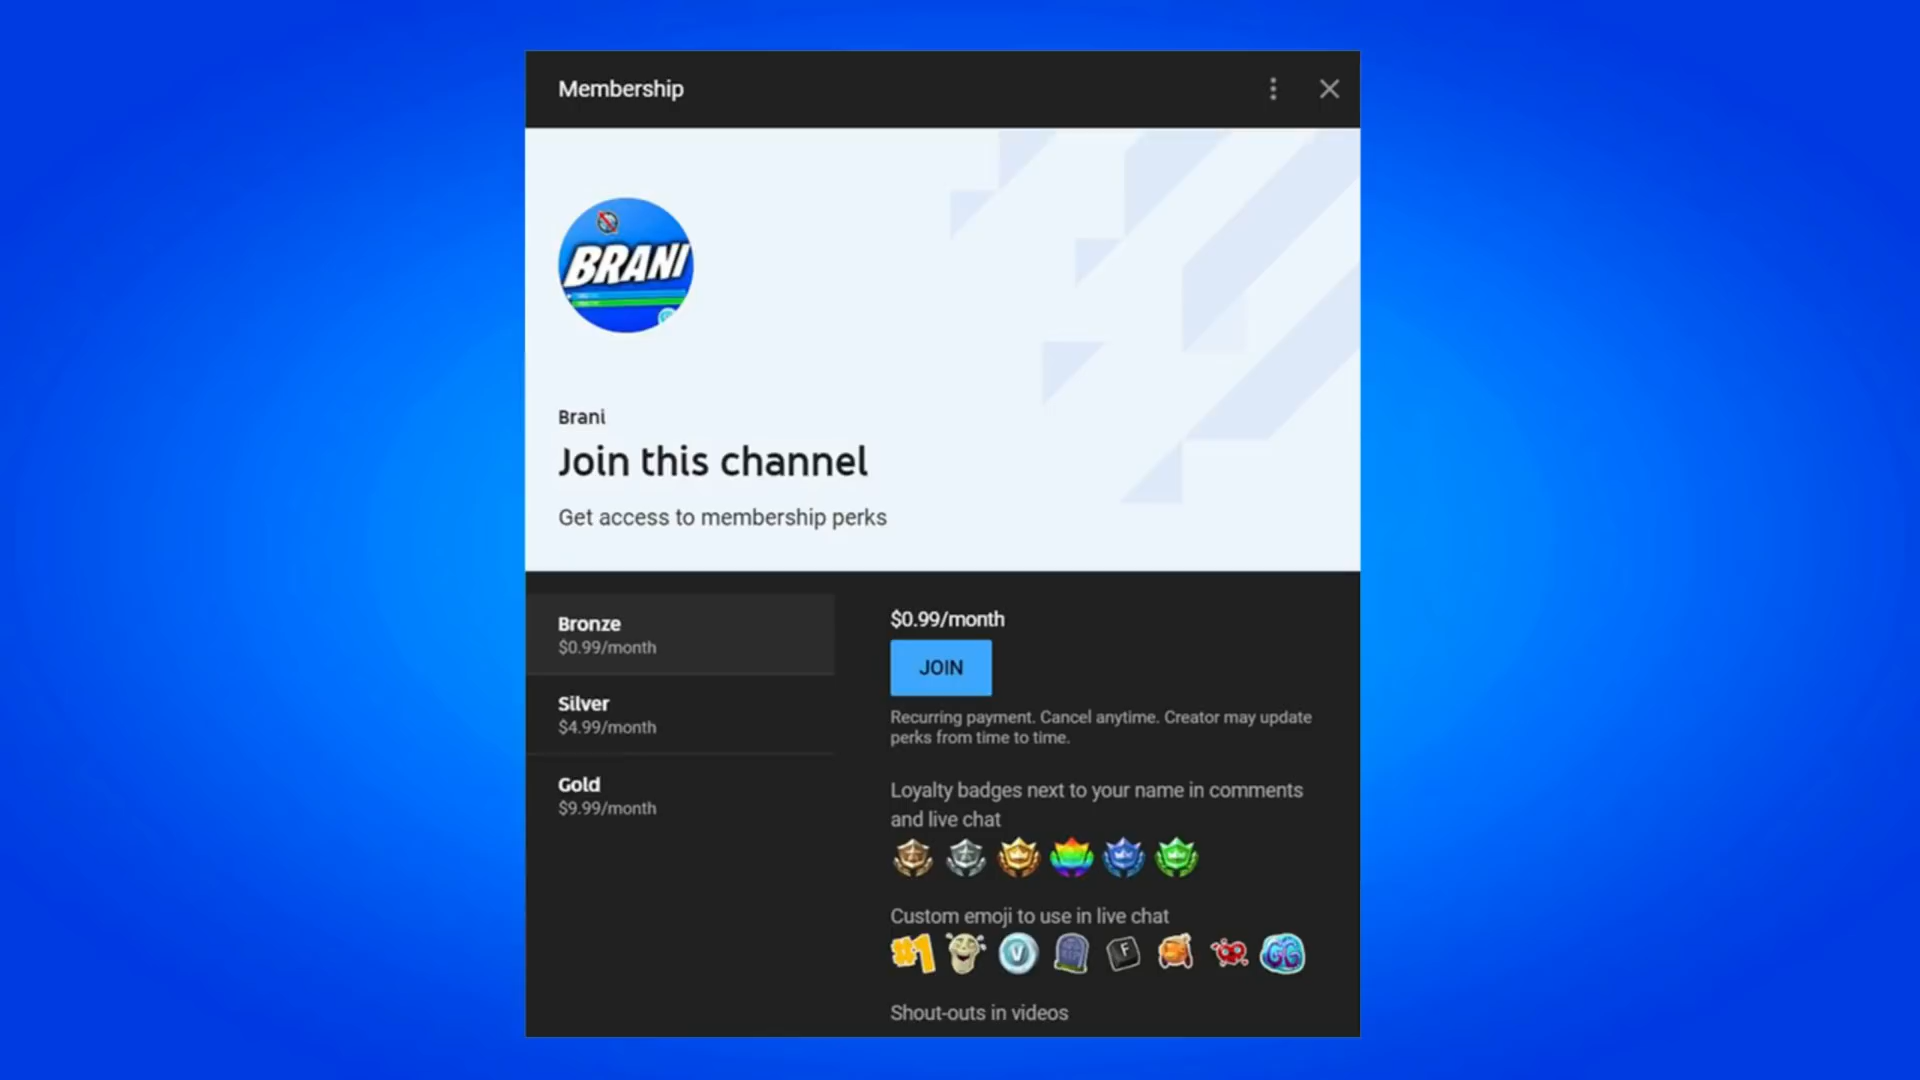 Membership
BRANI
Brani
Join this channel
Get access to membership perks
Bronze
$0.99/month
Silver
$4.99/month
Gold
$9.99/month
$0.99/month
JOIN
Recurring payment. Cancel anytime. Creator may update
perks from time to time.
Loyalty badges next to your name in comments
and live chat
Custom emoji to use in live chat
#1 V RIP F GG
Shout-outs in videos